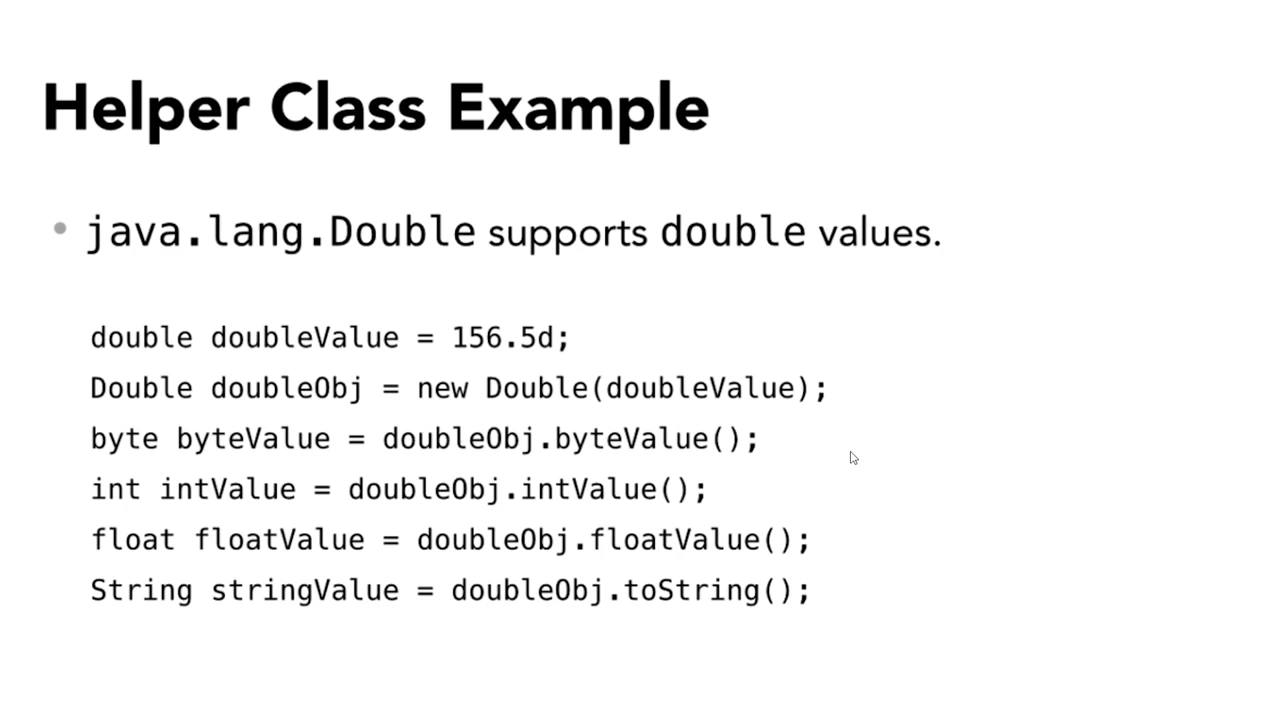 Helper Class Example
• java.lang.Double supports double values.
double doubleValue = 156.5d;
Double doubleObj = new Double(doubleValue);
byte byteValue = doubleObj.byteValue();
int intValue = doubleObj.intValue();
float floatValue = doubleObj.floatValue();
String stringValue = doubleObj.toString();